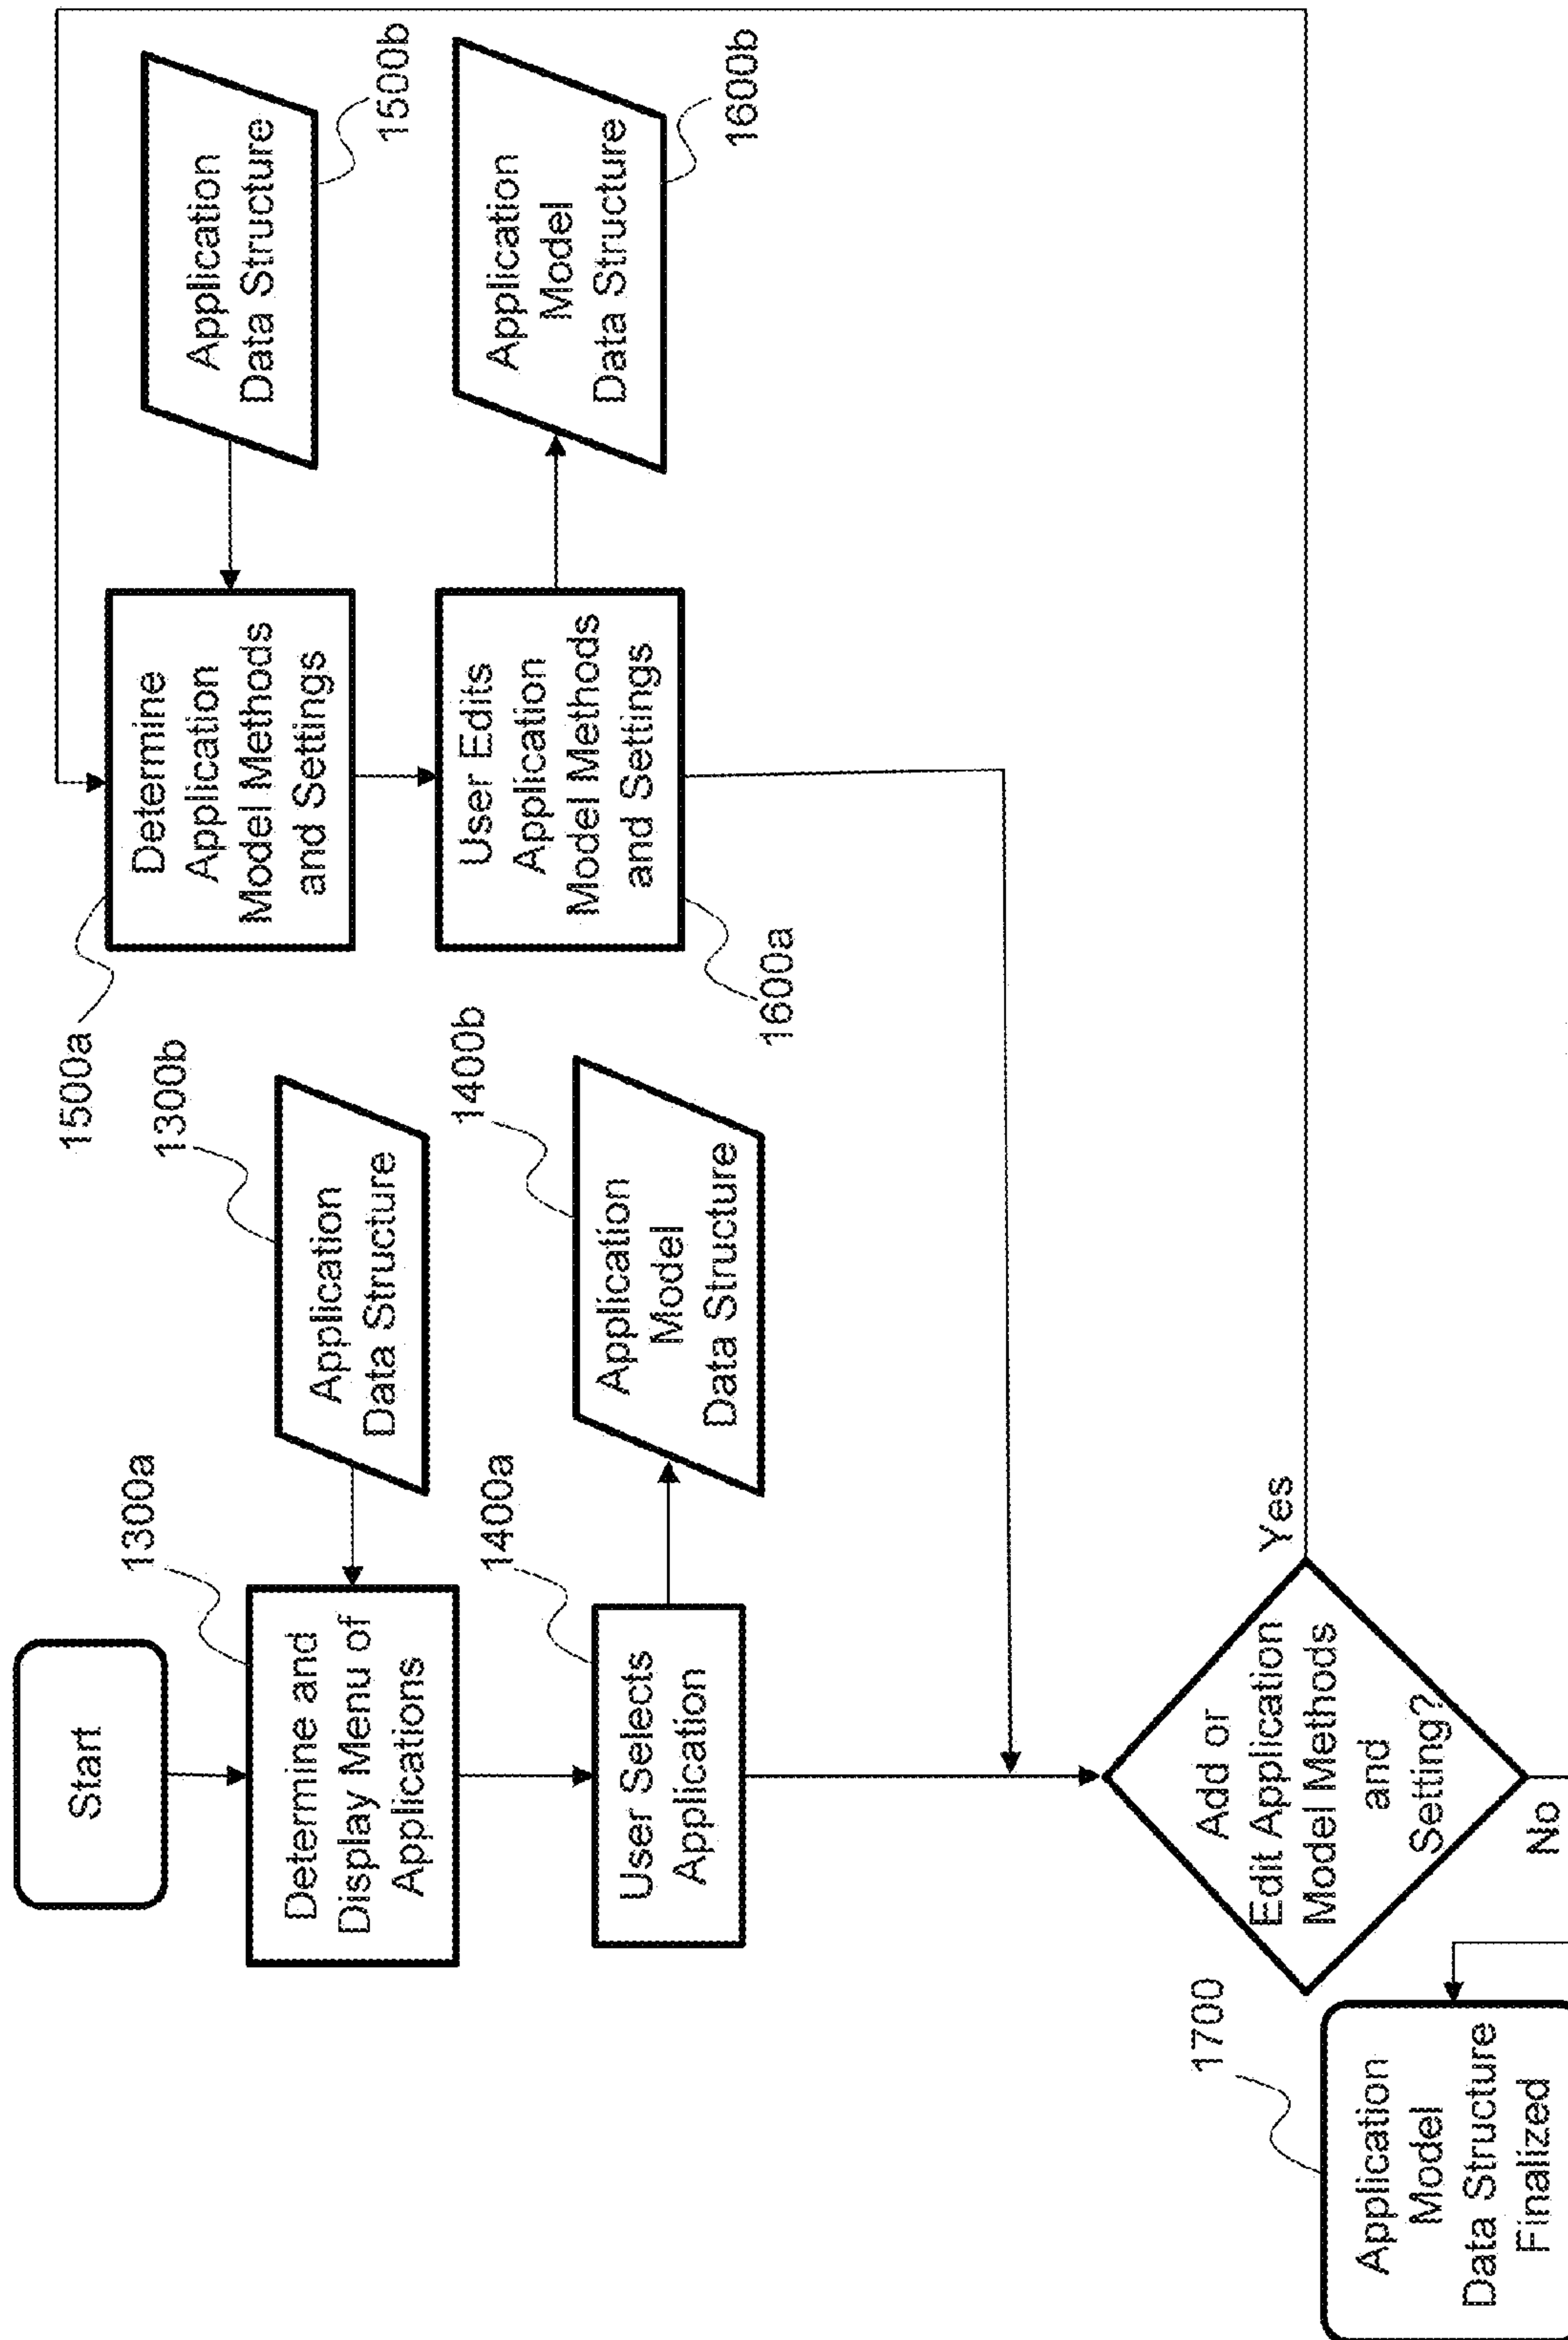 Start
1300a
Determine and
Display Menu of
Applications
1300b
Application
Data Structure
1400a
User Selects
Application
1400b
Application
Model
Data Structure
1500a
Determine
Application
Model Methods
and Settings
1500b
Application
Data Structure
1600a
User Edits
Application
Model Methods
and Settings
1600b
Application
Model
Data Structure
Add or
Edit Application
Model Methods
and
Setting?
Yes
No
1700
Application
Model
Data Structure
Finalized